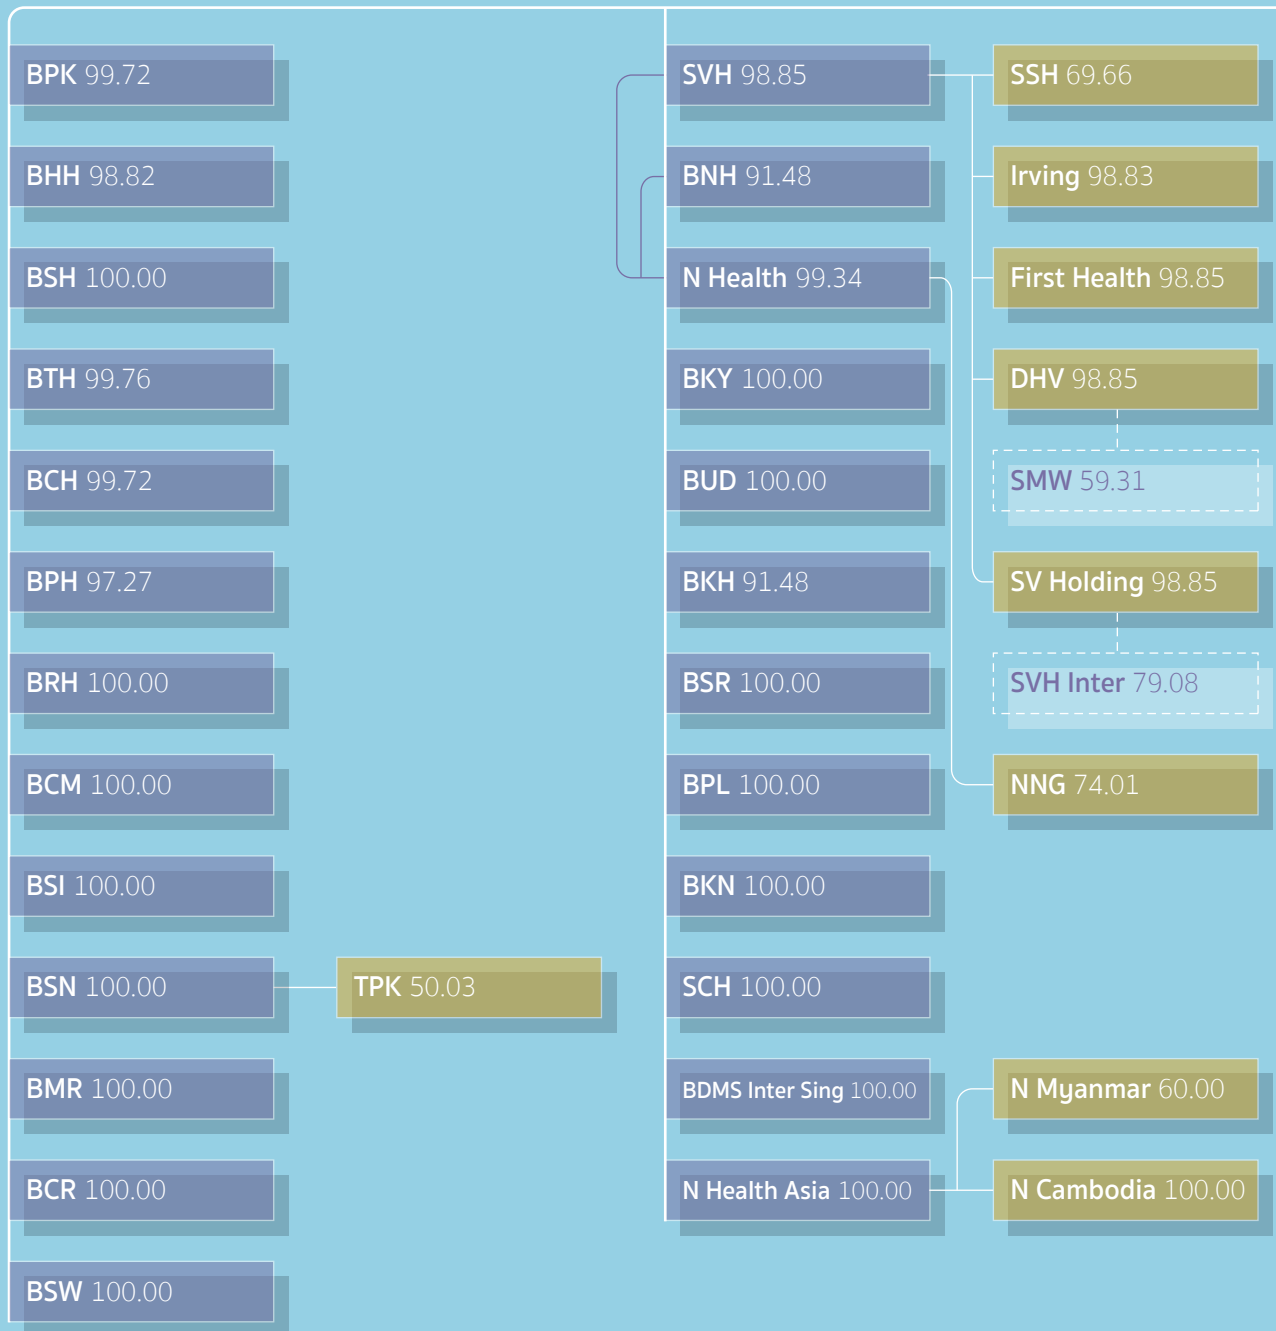 BPK 99.72
BHH 98.82
BSH 100.00
BTH 99.76
BCH 99.72
BPH 97.27
BRH 100.00
BCM 100.00
BSI 100.00
BSN 100.00
TPK 50.03
BMR 100.00
BCR 100.00
BSW 100.00
SVH 98.85
BNH 91.48
N Health 99.34
BKY 100.00
BUD 100.00
BKH 91.48
BSR 100.00
BPL 100.00
BKN 100.00
SCH 100.00
BDMS Inter Sing 100.00
N Health Asia 100.00
SSH 69.66
Irving 98.83
First Health 98.85
DHV 98.85
SMW 59.31
SV Holding 98.85
SVH Inter 79.08
NNG 74.01
N Myanmar 60.00
N Cambodia 100.00